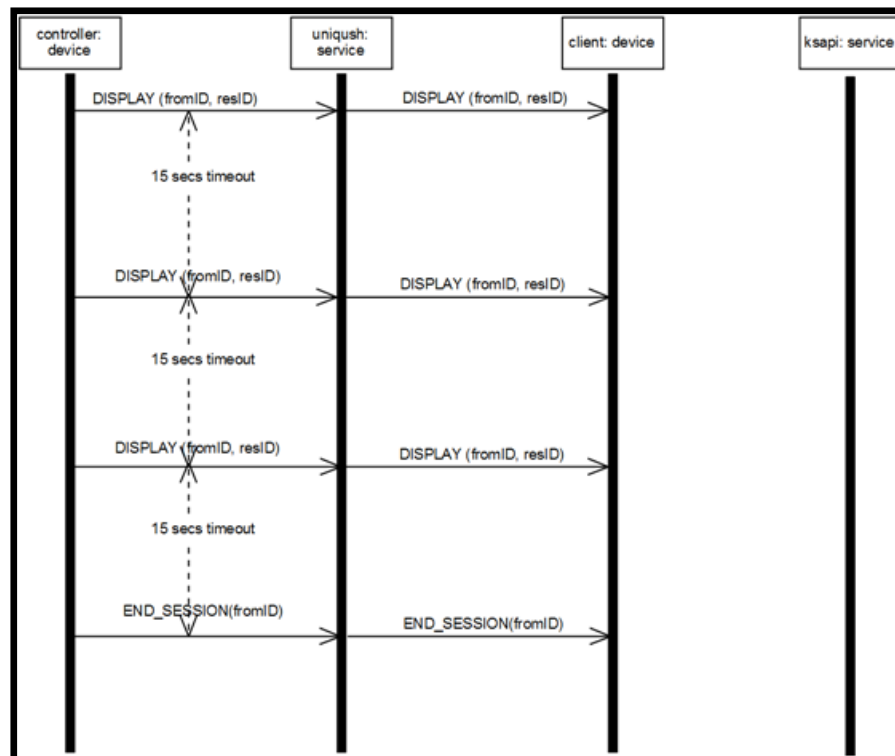 controller:
device
uniqush:
service
client: device
ksapi: service
DISPLAY (fromID, resID)
DISPLAY (fromID, resID)
15 secs timeout
DISPLAY (fromID, resID)
DISPLAY (fromID, resID)
15 secs timeout
DISPLAY (fromID, resID)
DISPLAY (fromID, resID)
15 secs timeout
END_SESSION(fromID)
END_SESSION(fromID)